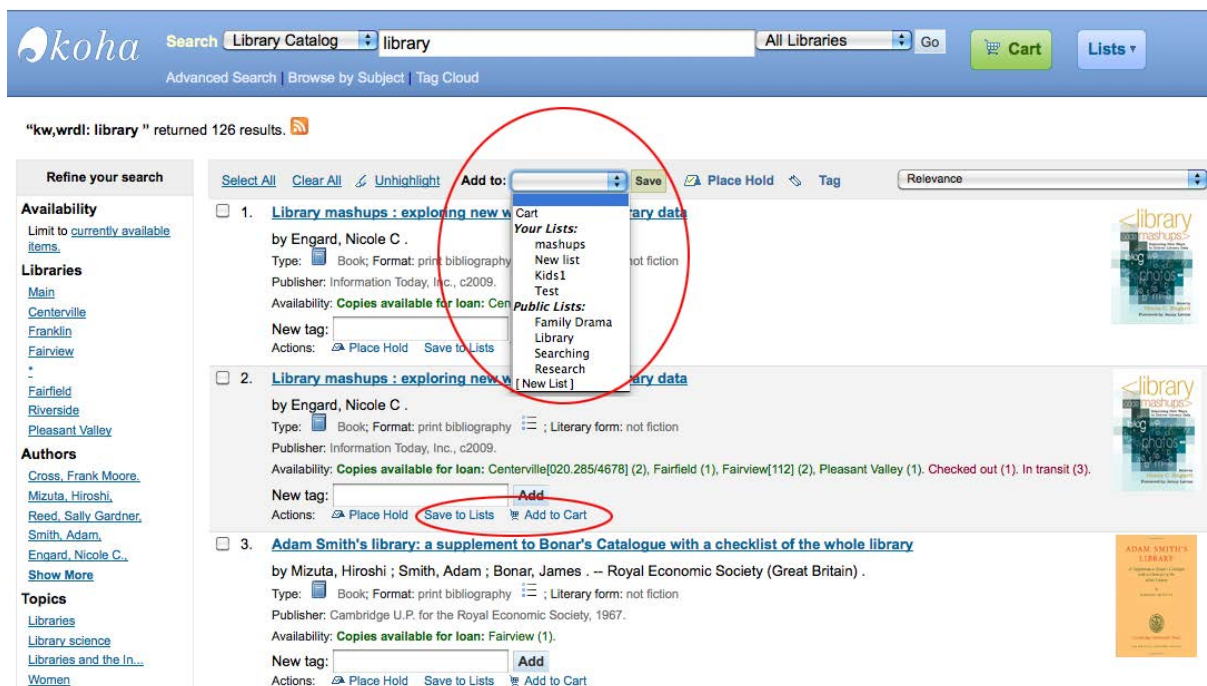 koha
Search Library Catalog library All Libraries Go Cart Lists
Advanced Search | Browse by Subject | Tag Cloud
"kw,wrdl: library " returned 126 results.
Refine your search
Availability
Limit to currently available
items.
Libraries
Main
Centerville
Franklin
Fairview
*
Fairfield
Riverside
Pleasant Valley
Authors
Cross, Frank Moore.
Mizuta, Hiroshi,
Reed, Sally Gardner,
Smith, Adam,
Engard, Nicole C.,
Show More
Topics
Libraries
Library science
Libraries and the In...
Women
Select All Clear All Unhighlight Add to: Save Place Hold Tag Relevance
Cart
Your Lists:
mashups
New list
Kids1
Test
Public Lists:
Family Drama
Library
Searching
Research
[ New List ]
1. Library mashups : exploring new w ary data
by Engard, Nicole C .
Type: Book; Format: print bibliography not fiction
Publisher: Information Today, Inc., c2009.
Availability: Copies available for loan: Cen
New tag:
Actions: Place Hold Save to Lists
<library
mashups>
blog
photos
2. Library mashups : exploring new w ary data
by Engard, Nicole C .
Type: Book; Format: print bibliography ; Literary form: not fiction
Publisher: Information Today, Inc., c2009.
Availability: Copies available for loan: Centerville[020.285/4678] (2), Fairfield (1), Fairview[112] (2), Pleasant Valley (1). Checked out (1). In transit (3).
New tag: Add
Actions: Place Hold Save to Lists Add to Cart
<library
mashups>
blog
photos
3. Adam Smith's library: a supplement to Bonar's Catalogue with a checklist of the whole library
by Mizuta, Hiroshi ; Smith, Adam ; Bonar, James . -- Royal Economic Society (Great Britain) .
Type: Book; Format: print bibliography ; Literary form: not fiction
Publisher: Cambridge U.P. for the Royal Economic Society, 1967.
Availability: Copies available for loan: Fairview (1).
New tag: Add
Actions: Place Hold Save to Lists Add to Cart
ADAM SMITH'S
LIBRARY